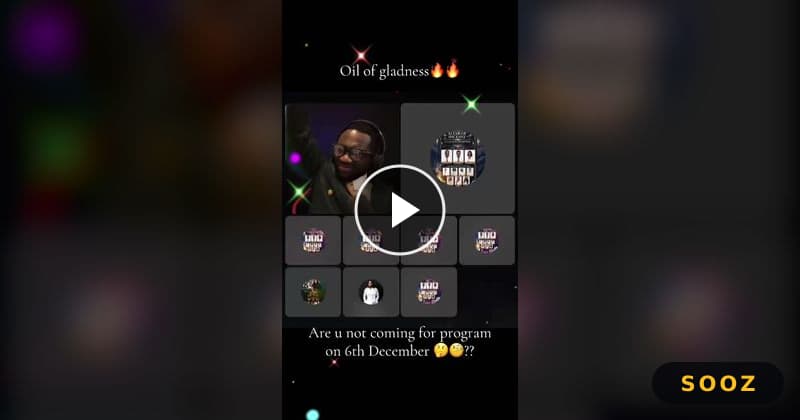 Oil of gladness🔥🔥
Are u not coming for program
on 6th December 🤔🧐??
SOOZ